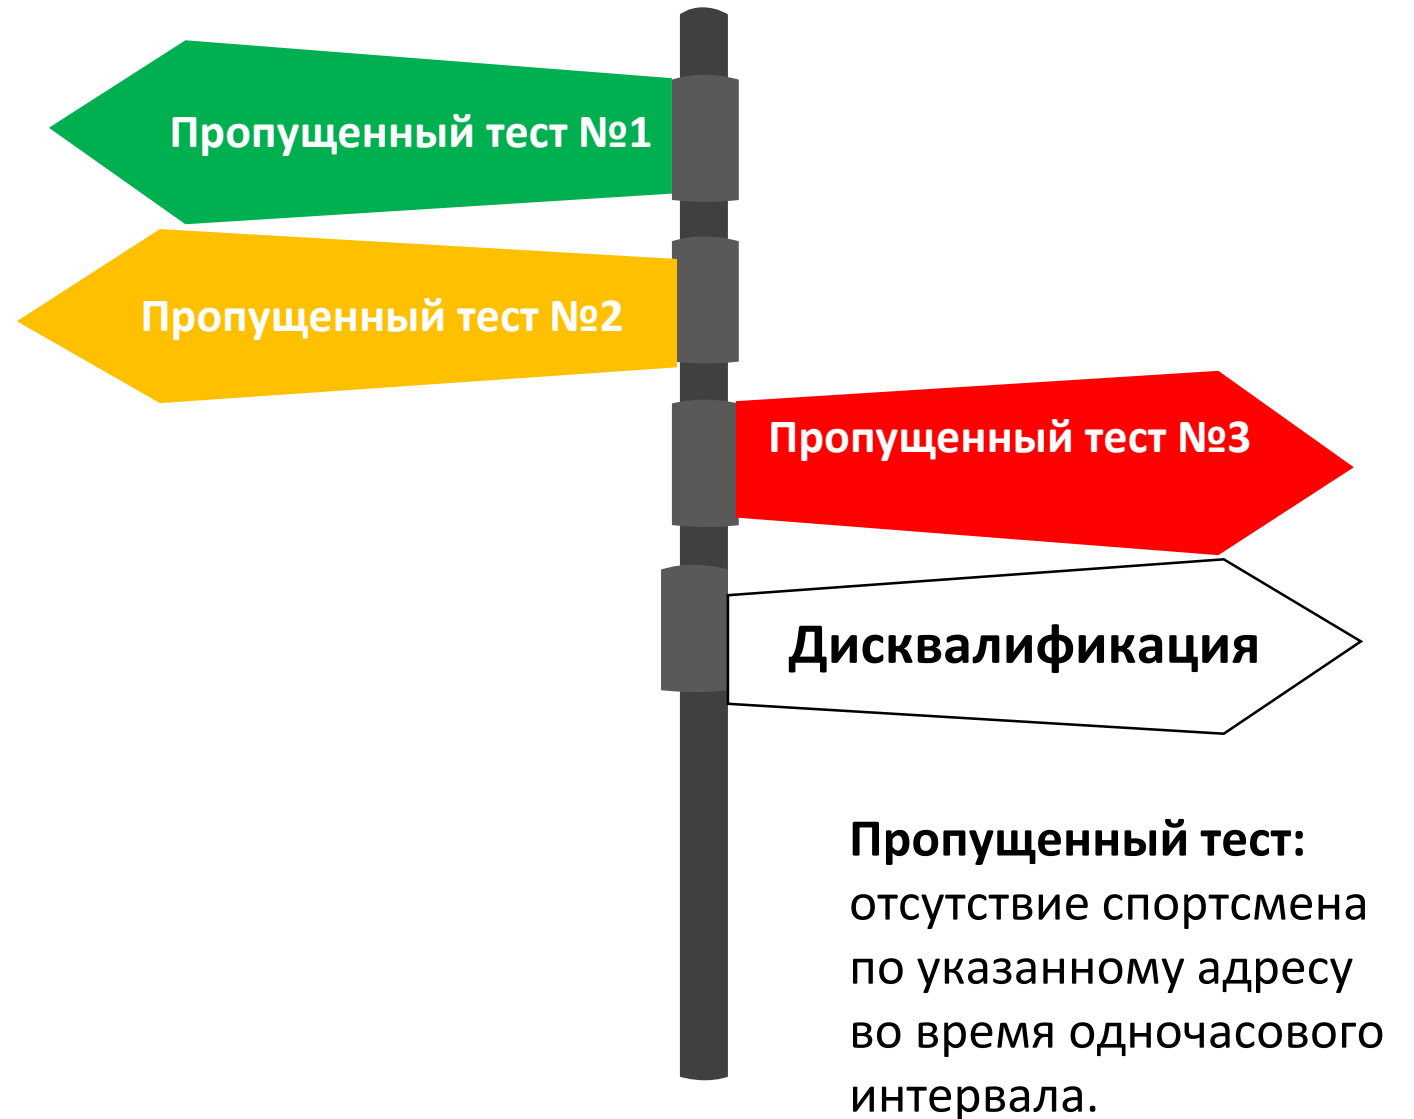 Пропущенный тест №1
Пропущенный тест №2
Пропущенный тест №3
Дисквалификация
Пропущенный тест:
отсутствие спортсмена
по указанному адресу
во время одночасового
интервала.